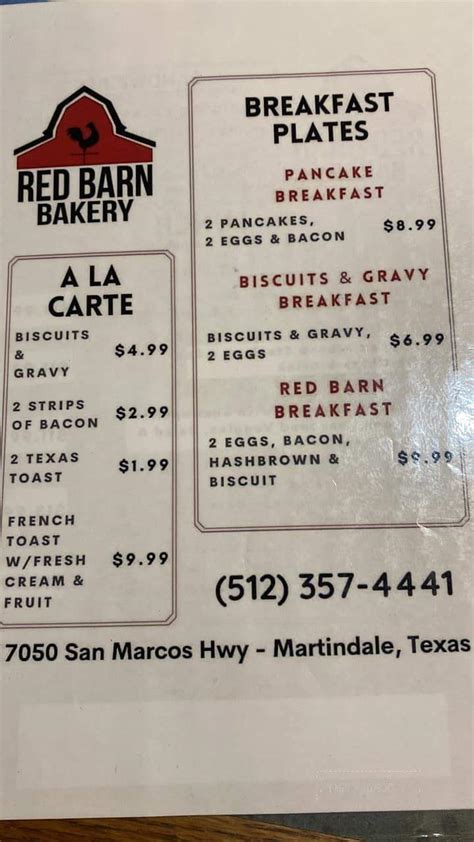 RED BARN
BAKERY
A LA
CARTE
BISCUITS
&
GRAVY
$4.99
2 STRIPS
OF BACON
$2.99
2 TEXAS
TOAST
$1.99
FRENCH
TOAST
W/FRESH
CREAM &
FRUIT
$9.99
BREAKFAST
PLATES
PANCAKE
BREAKFAST
2 PANCAKES,
2 EGGS & BACON
$8.99
BISCUITS & GRAVY
BREAKFAST
BISCUITS & GRAVY,
2 EGGS
$6.99
RED BARN
BREAKFAST
2 EGGS, BACON,
HASHBROWN &
BISCUIT
$9.99
(512) 357-4441
7050 San Marcos Hwy - Martindale, Texas